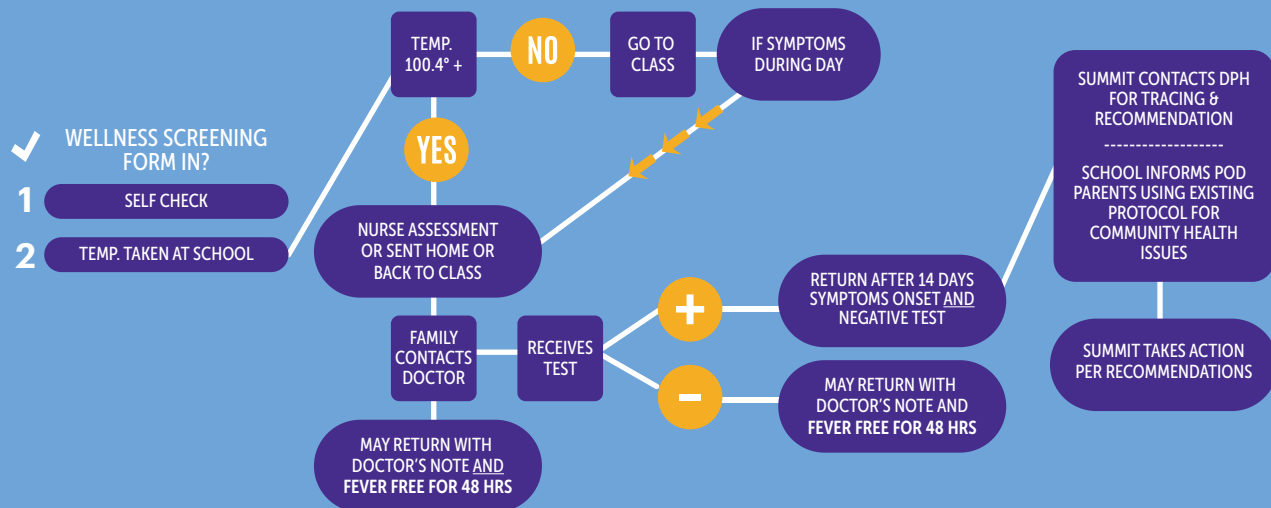 WELLNESS SCREENING
FORM IN?
1 SELF CHECK
2 TEMP. TAKEN AT SCHOOL
TEMP.
100.4° +
NO
GO TO
CLASS
IF SYMPTOMS
DURING DAY
YES
NURSE ASSESSMENT
OR SENT HOME OR
BACK TO CLASS
FAMILY
CONTACTS
DOCTOR
MAY RETURN WITH
DOCTOR'S NOTE AND
FEVER FREE FOR 48 HRS
RECEIVES
TEST
+
RETURN AFTER 14 DAYS
SYMPTOMS ONSET AND
NEGATIVE TEST
-
MAY RETURN WITH
DOCTOR'S NOTE AND
FEVER FREE FOR 48 HRS
SUMMIT CONTACTS DPH
FOR TRACING &
RECOMMENDATION
-------------------
SCHOOL INFORMS POD
PARENTS USING EXISTING
PROTOCOL FOR
COMMUNITY HEALTH
ISSUES
SUMMIT TAKES ACTION
PER RECOMMENDATIONS